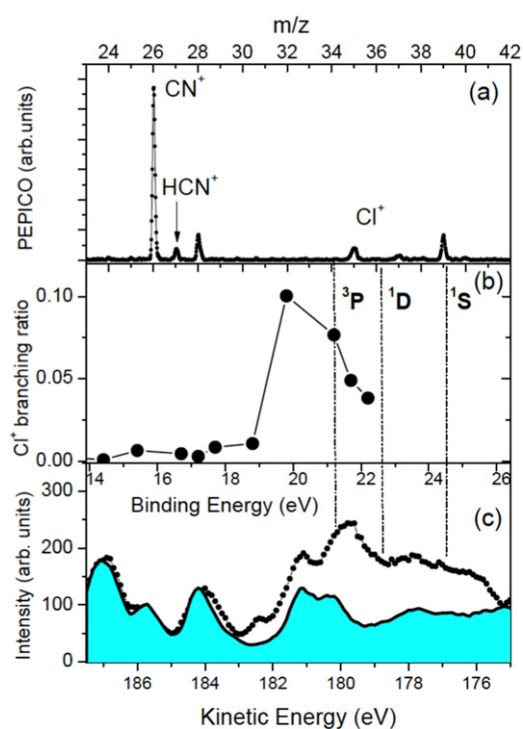 m/z
24 26 28 30 32 34 36 38 40 42
(a)
CN⁺
HCN⁺
Cl⁺
PEPICO (arb.units)
(b)
³P ¹D ¹S
0.10
0.05
0.00
Cl⁺ branching ratio
14 16 18 20 22 24 26
Binding Energy (eV)
(c)
300
200
100
0
Intensity (arb. units)
186 184 182 180 178 176
Kinetic Energy (eV)